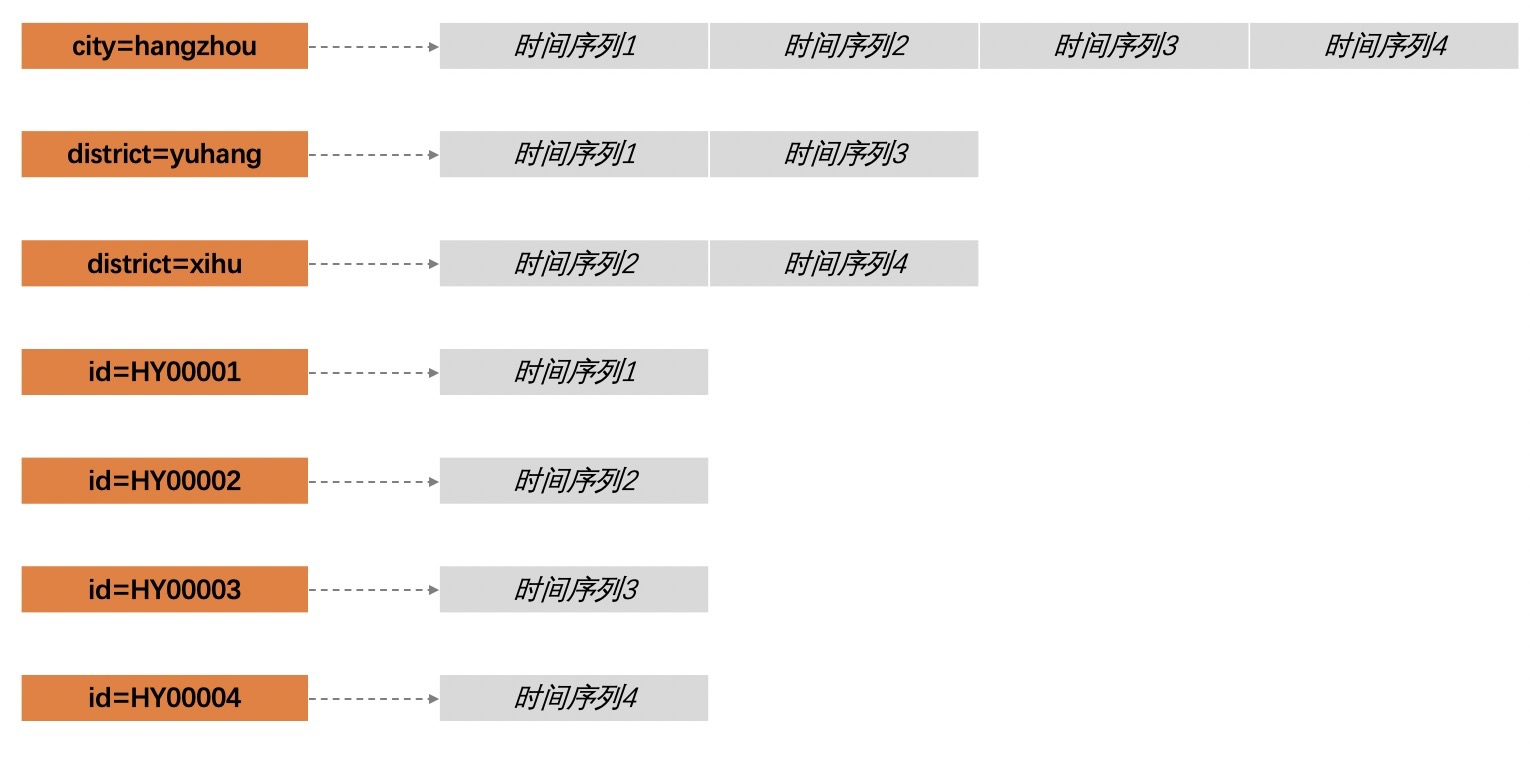 city=hangzhou 时间序列1 时间序列2 时间序列3 时间序列4
district=yuhang 时间序列1 时间序列3
district=xihu 时间序列2 时间序列4
id=HY00001 时间序列1
id=HY00002 时间序列2
id=HY00003 时间序列3
id=HY00004 时间序列4